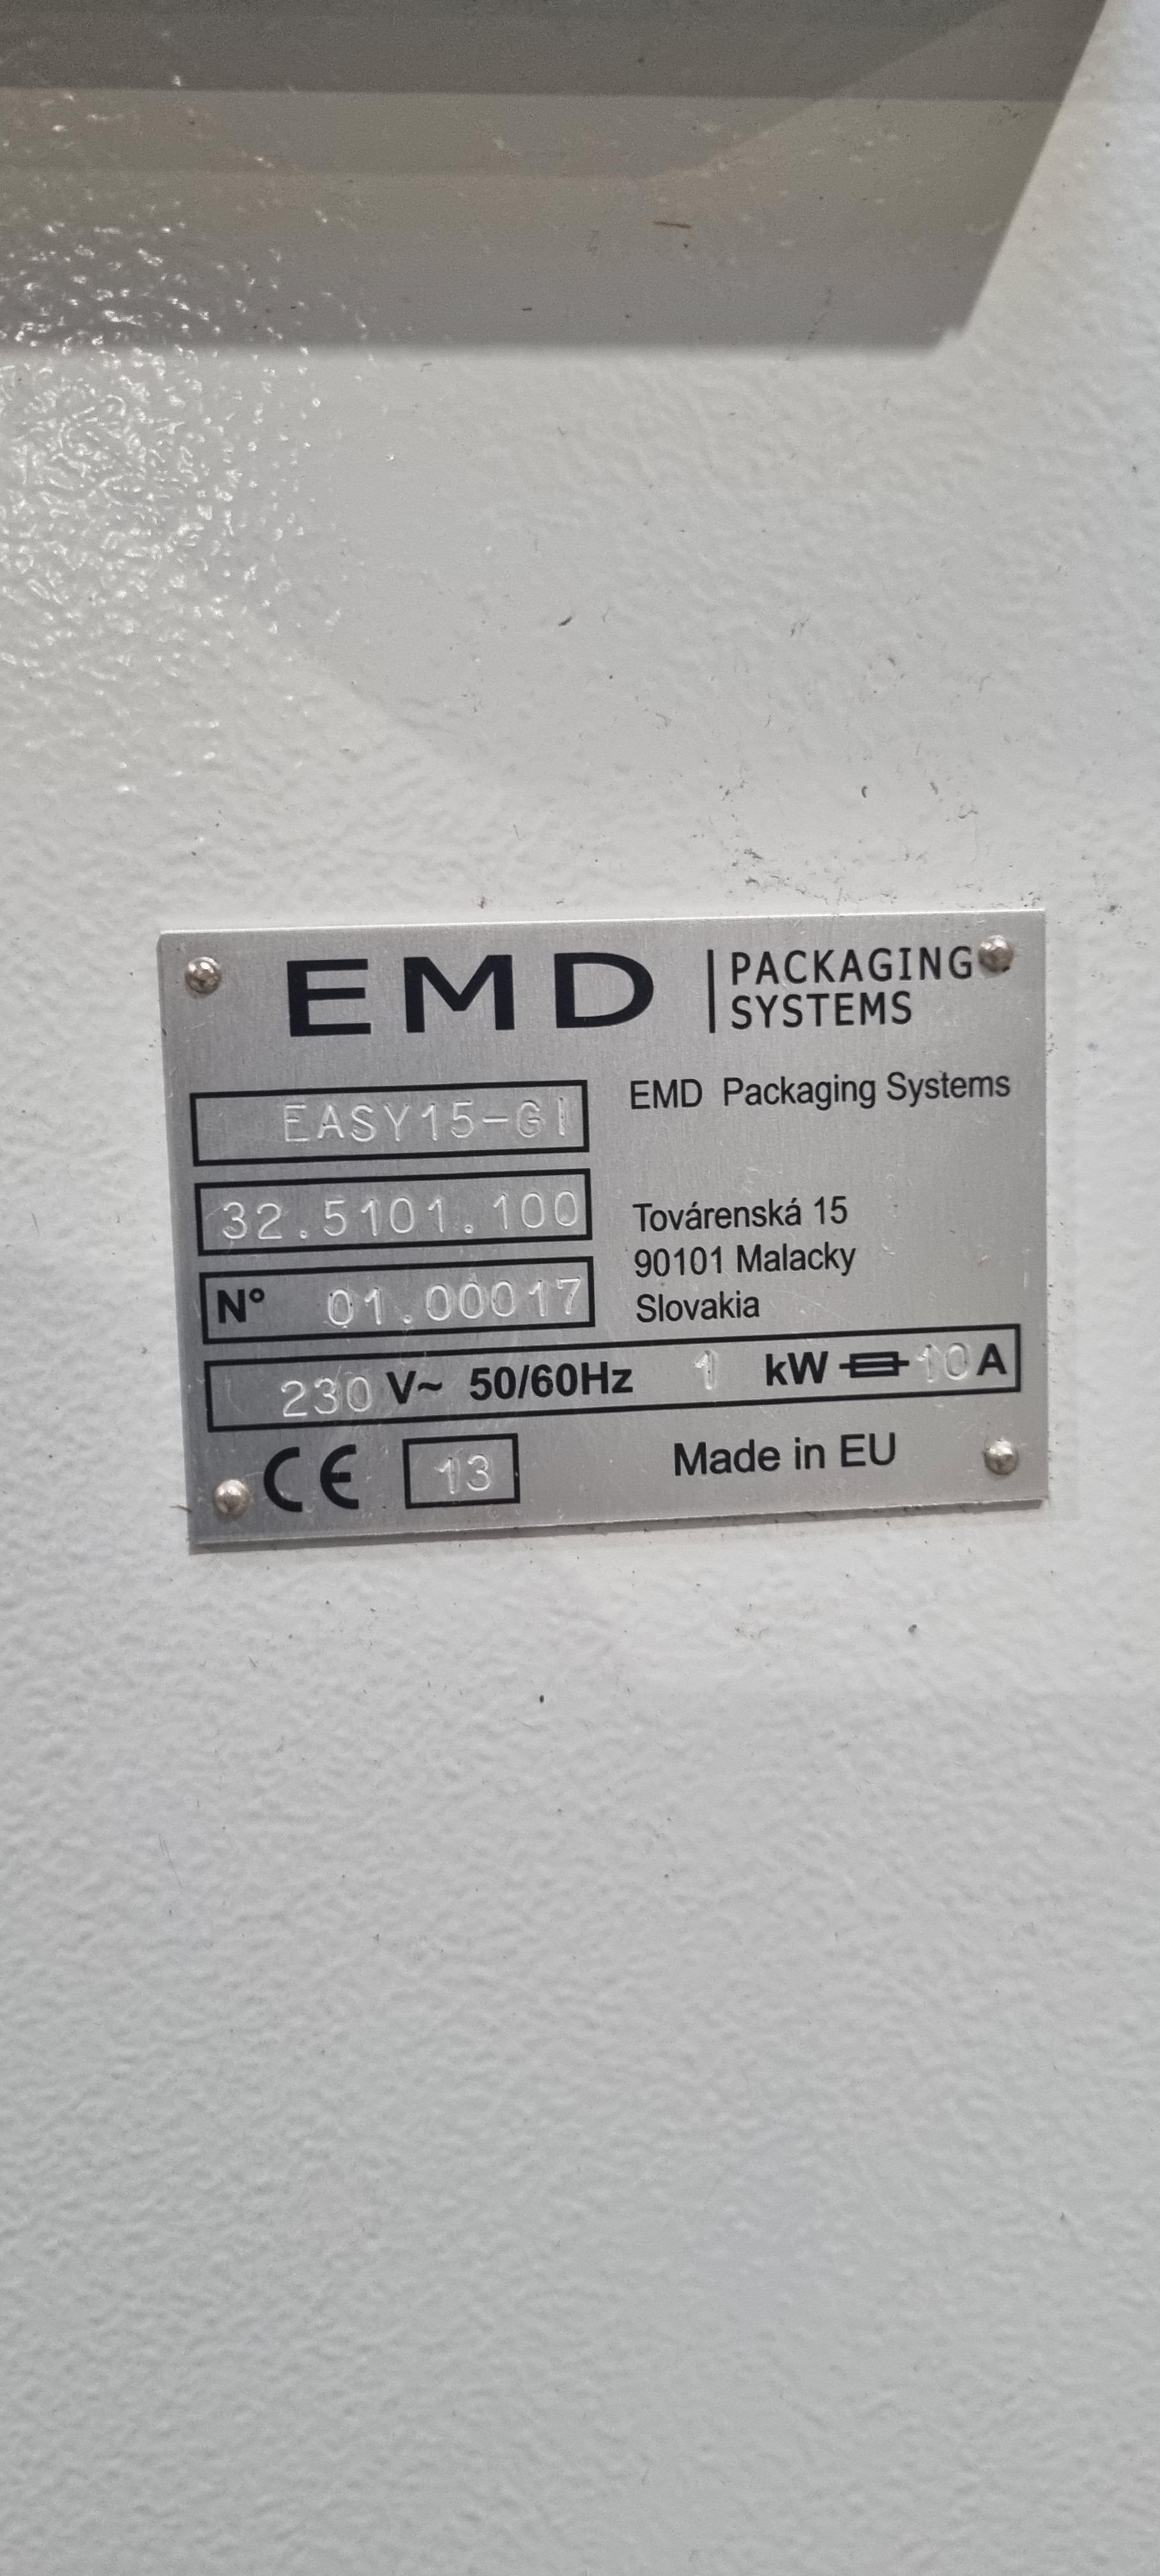 EMD
PACKAGING
SYSTEMS
EASY15-GI
EMD Packaging Systems
32.5101.100
Továrenská 15
90101 Malacky
Slovakia
N° 01.00017
230 V~ 50/60Hz 1 kW 10 A
CE 13
Made in EU